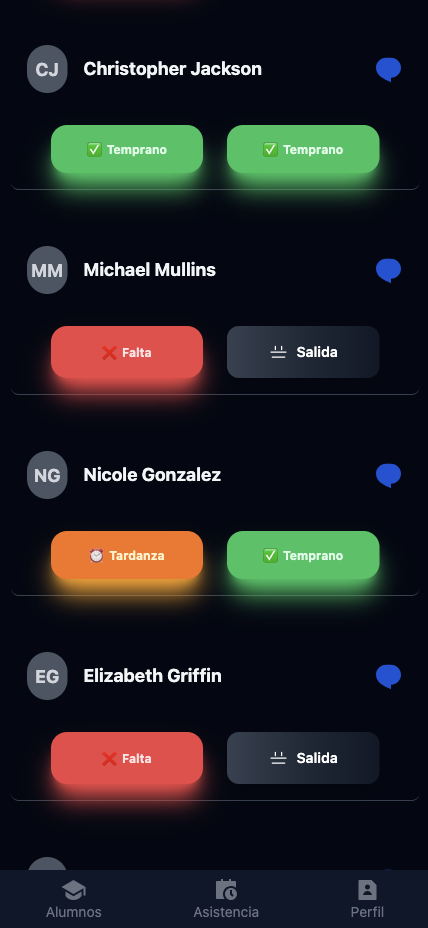 CJ
Christopher Jackson
✅ Temprano
✅ Temprano
MM
Michael Mullins
❌ Falta
Salida
NG
Nicole Gonzalez
⏰ Tardanza
✅ Temprano
EG
Elizabeth Griffin
❌ Falta
Salida
Alumnos
Asistencia
Perfil